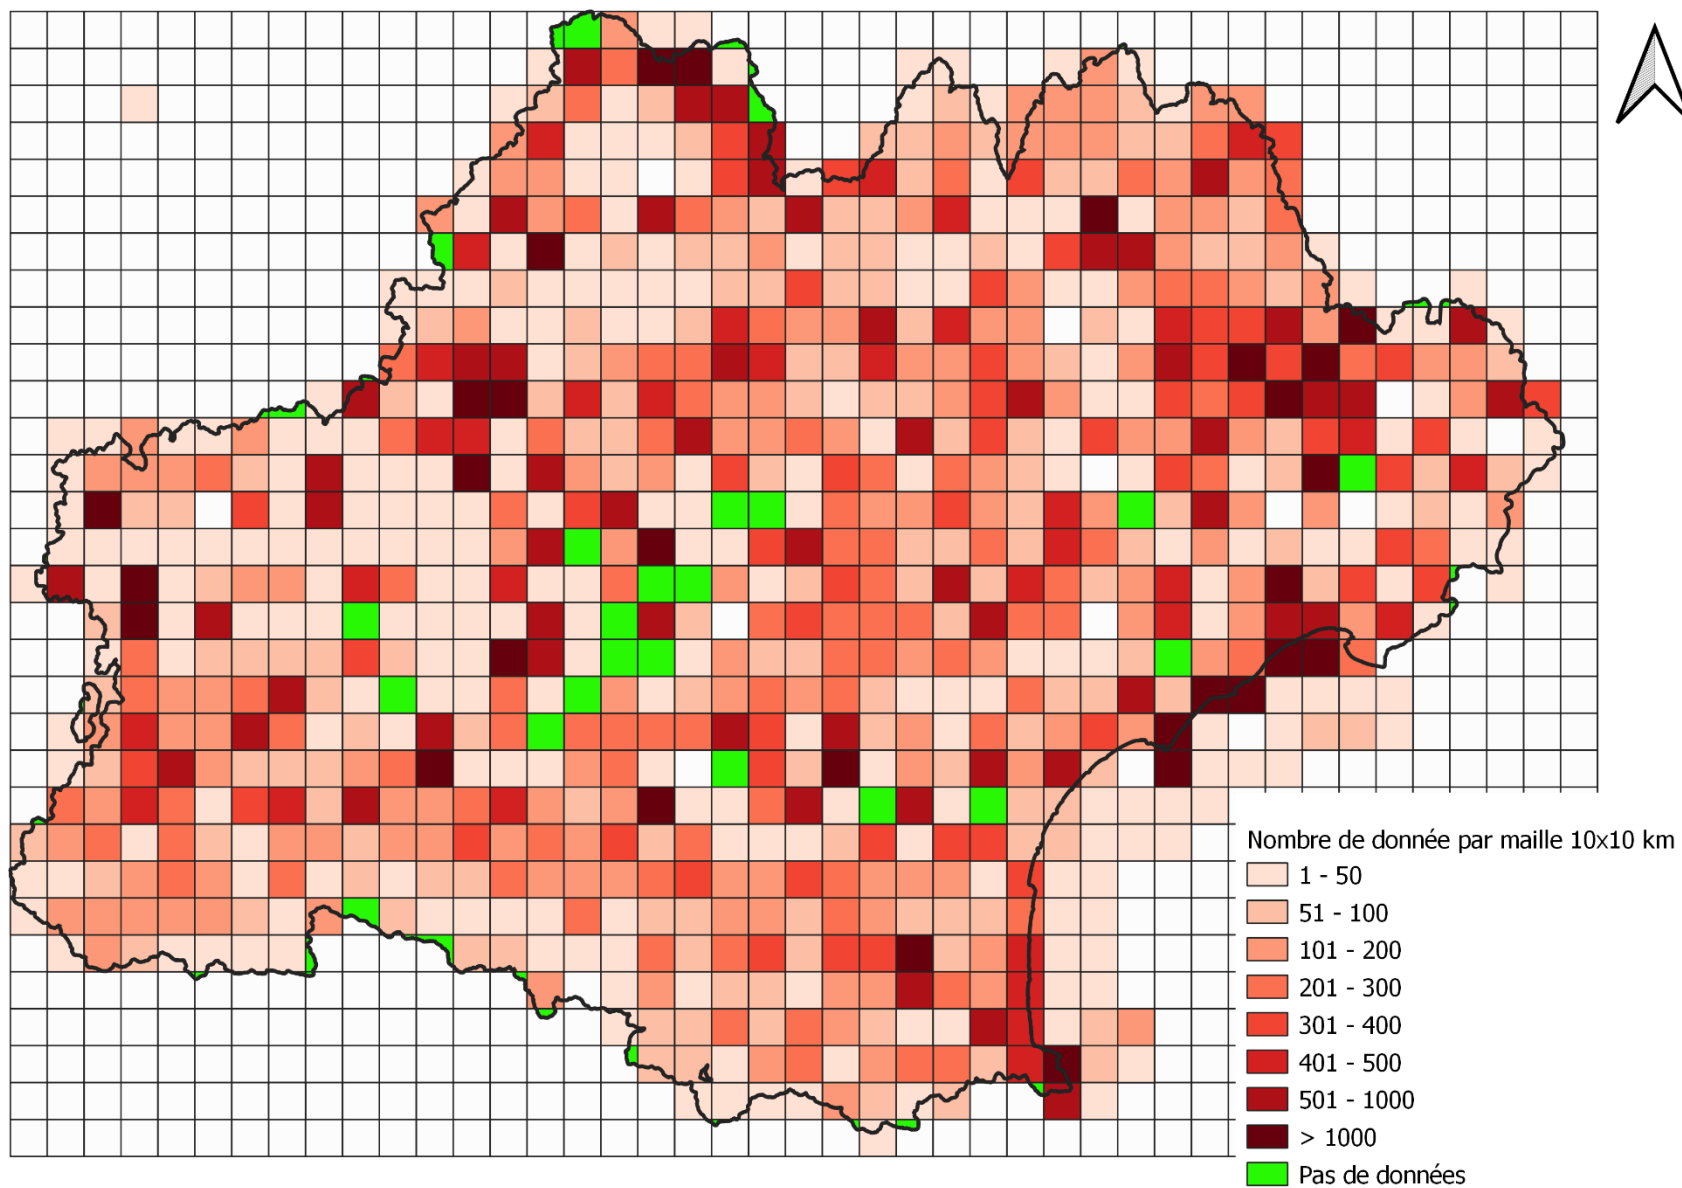 Nombre de donnée par maille 10x10 km
1 - 50
51 - 100
101 - 200
201 - 300
301 - 400
401 - 500
501 - 1000
> 1000
Pas de données